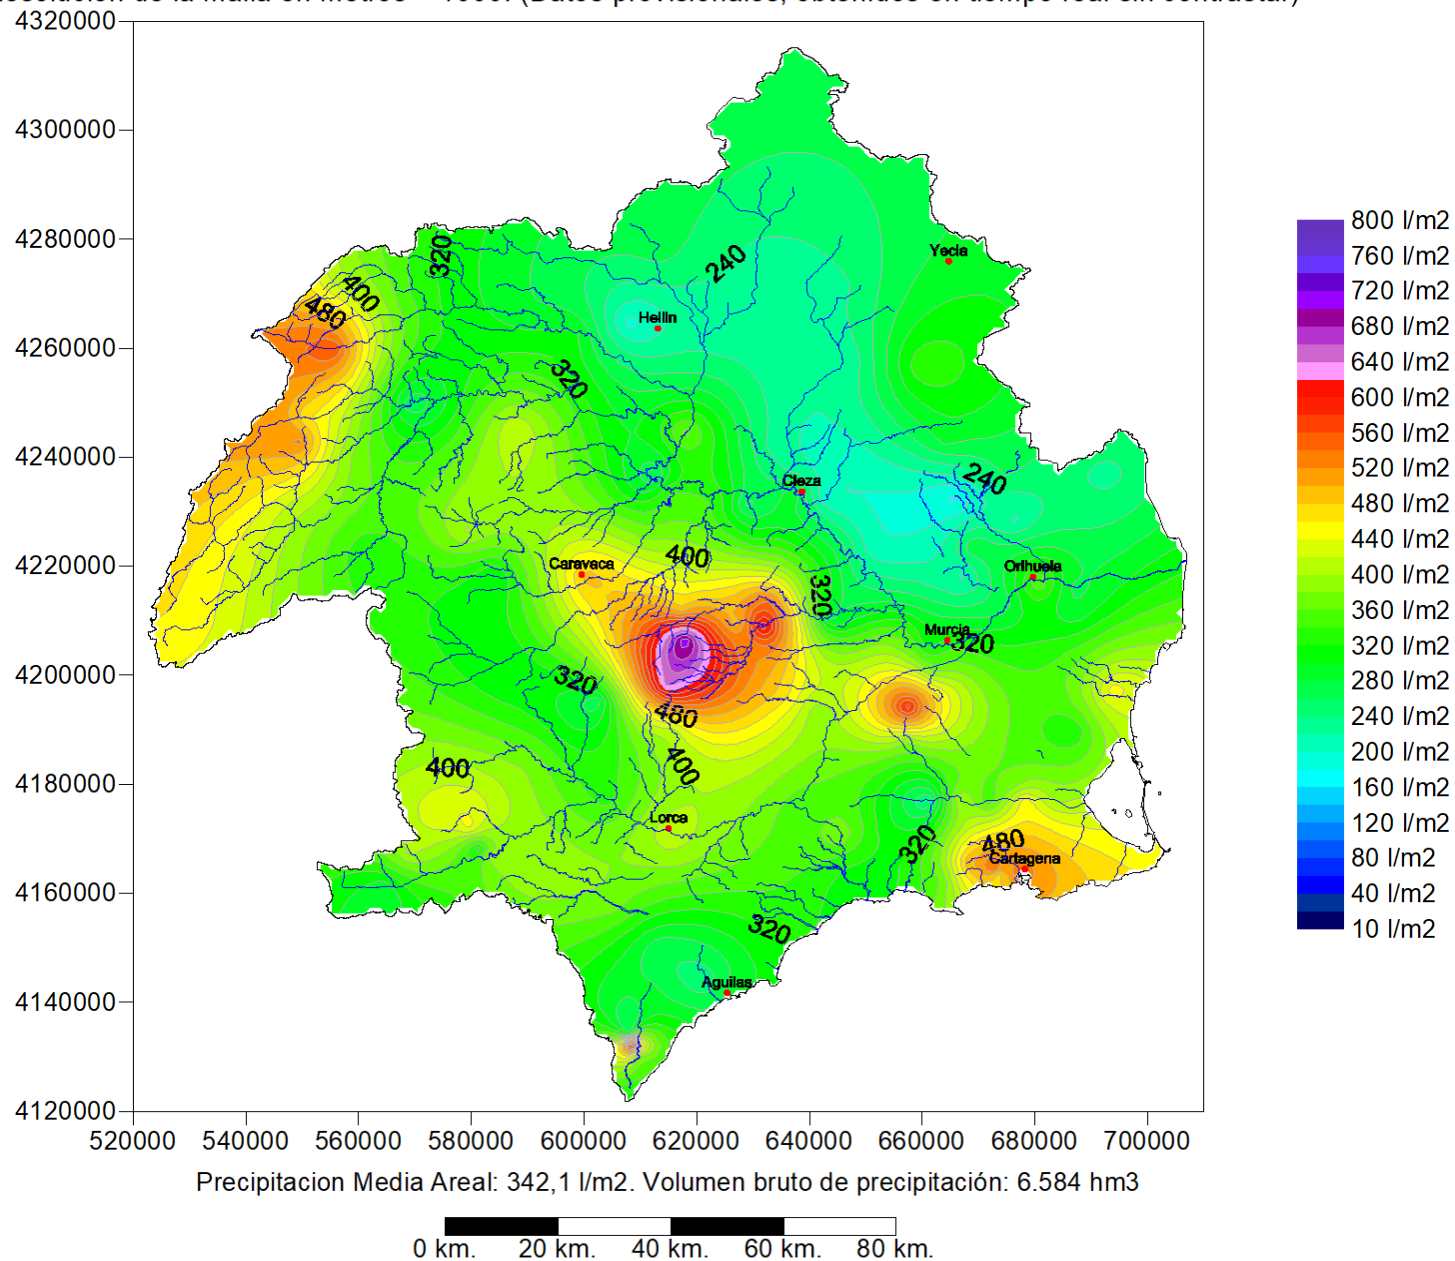 4320000
4300000
4280000
4260000
4240000
4220000
4200000
4180000
4160000
4140000
4120000
520000 540000 560000 580000 600000 620000 640000 660000 680000 700000
320
400
480
240
Yecla
Hellin
320
Cieza
240
Caravaca
400
320
Orihuela
Murcia
320
320
480
400
400
Lorca
320
480
Cartagena
320
Aguilas
800 l/m2
760 l/m2
720 l/m2
680 l/m2
640 l/m2
600 l/m2
560 l/m2
520 l/m2
480 l/m2
440 l/m2
400 l/m2
360 l/m2
320 l/m2
280 l/m2
240 l/m2
200 l/m2
160 l/m2
120 l/m2
80 l/m2
40 l/m2
10 l/m2
Precipitacion Media Areal: 342,1 l/m2. Volumen bruto de precipitación: 6.584 hm3
0 km. 20 km. 40 km. 60 km. 80 km.